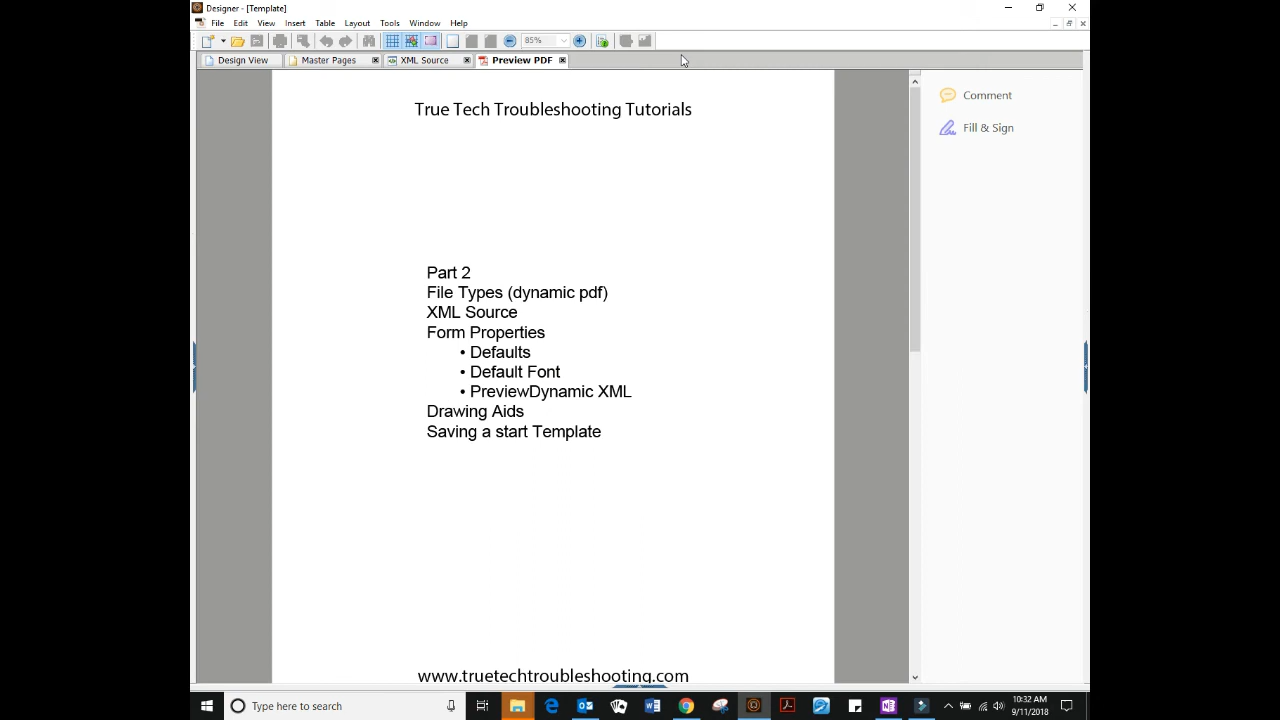 Designer - [Template]
File Edit View Insert Table Layout Tools Window Help
85%
Design View Master Pages XML Source Preview PDF
True Tech Troubleshooting Tutorials
Comment
Fill & Sign
Part 2
File Types (dynamic pdf)
XML Source
Form Properties
• Defaults
• Default Font
• PreviewDynamic XML
Drawing Aids
Saving a start Template
www.truetechtroubleshooting.com
Type here to search
10:32 AM
9/11/2018